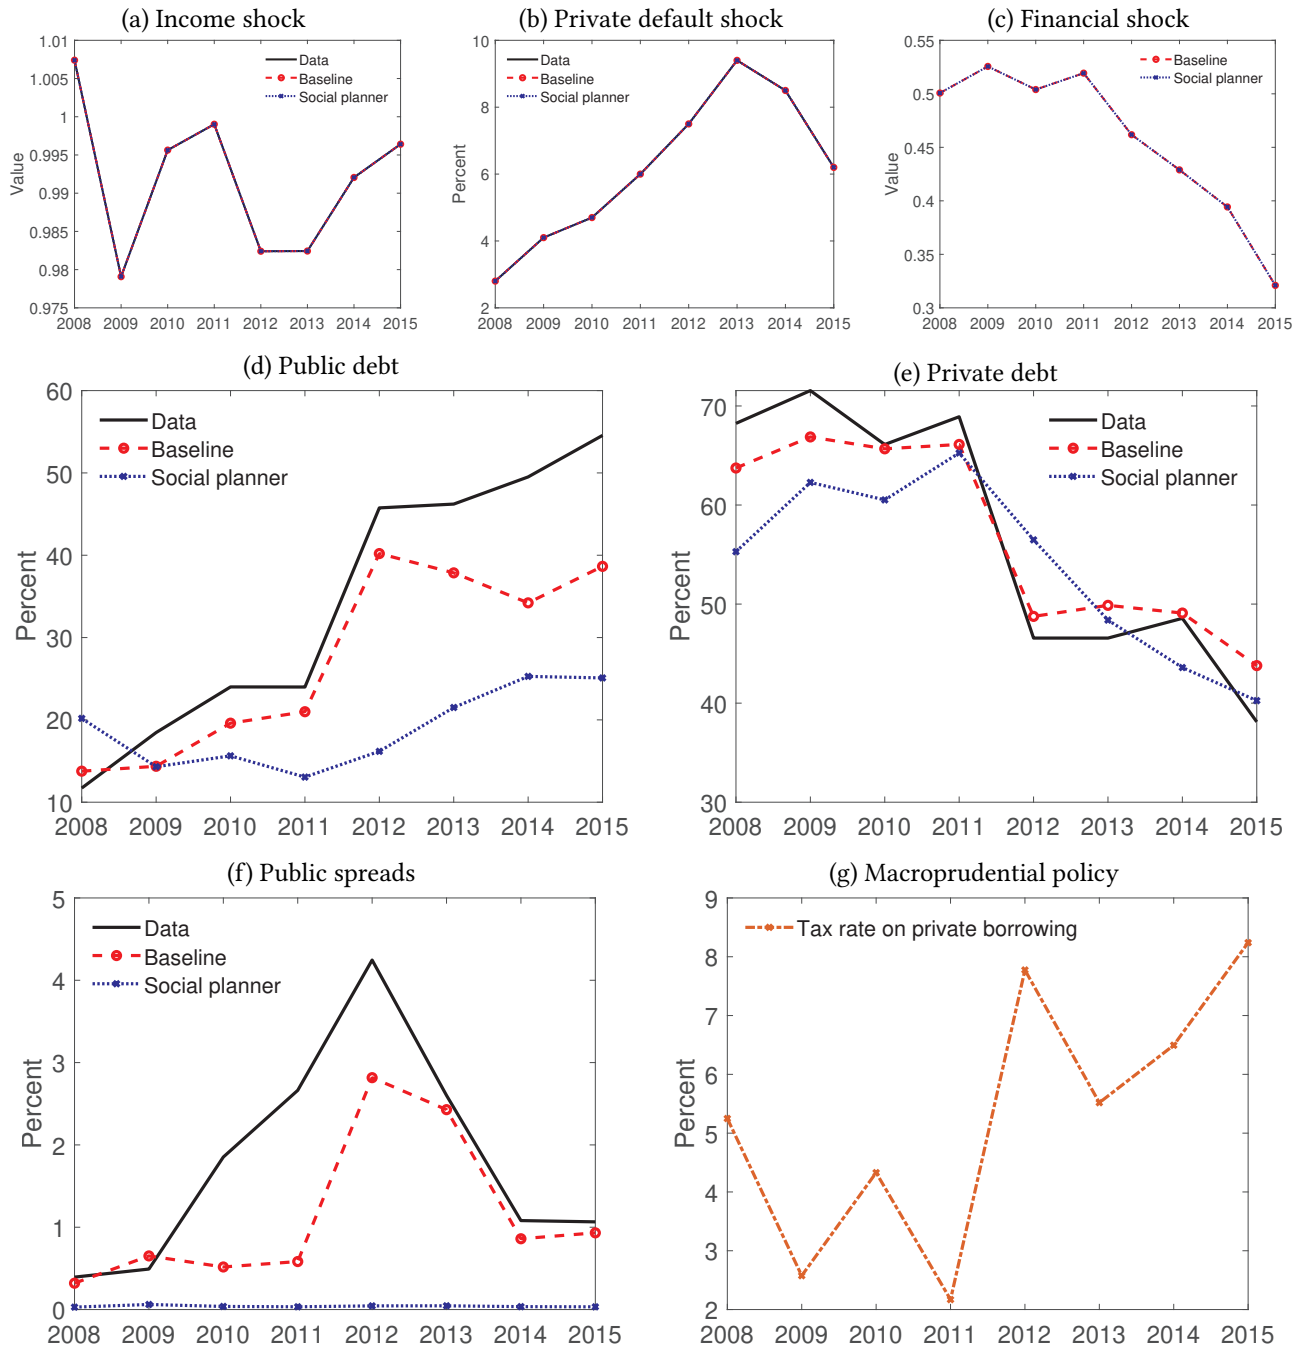 (a) Income shock
1.01
1.005
1
0.995
0.99
0.985
0.98
0.975
Value
Data
Baseline
Social planner
2008 2009 2010 2011 2012 2013 2014 2015
(b) Private default shock
10
8
6
4
2
Percent
Data
Baseline
Social planner
2008 2009 2010 2011 2012 2013 2014 2015
(c) Financial shock
0.55
0.5
0.45
0.4
0.35
0.3
Value
Baseline
Social planner
2008 2009 2010 2011 2012 2013 2014 2015
(d) Public debt
60
50
40
30
20
10
Percent
Data
Baseline
Social planner
2008 2009 2010 2011 2012 2013 2014 2015
(e) Private debt
70
60
50
40
30
Percent
Data
Baseline
Social planner
2008 2009 2010 2011 2012 2013 2014 2015
(f) Public spreads
5
4
3
2
1
0
Percent
Data
Baseline
Social planner
2008 2009 2010 2011 2012 2013 2014 2015
(g) Macroprudential policy
9
8
7
6
5
4
3
2
Percent
Tax rate on private borrowing
2008 2009 2010 2011 2012 2013 2014 2015